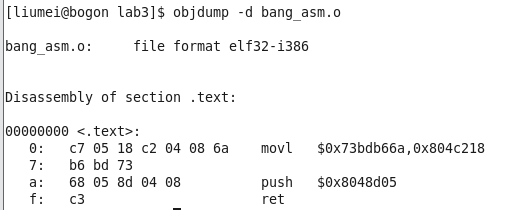 [liumei@bogon lab3]$ objdump -d bang_asm.o
bang_asm.o:     file format elf32-i386
Disassembly of section .text:
00000000 <.text>:
   0:   c7 05 18 c2 04 08 6a    movl   $0x73bdb66a,0x804c218
   7:   b6 bd 73
   a:   68 05 8d 04 08          push   $0x8048d05
   f:   c3                      ret